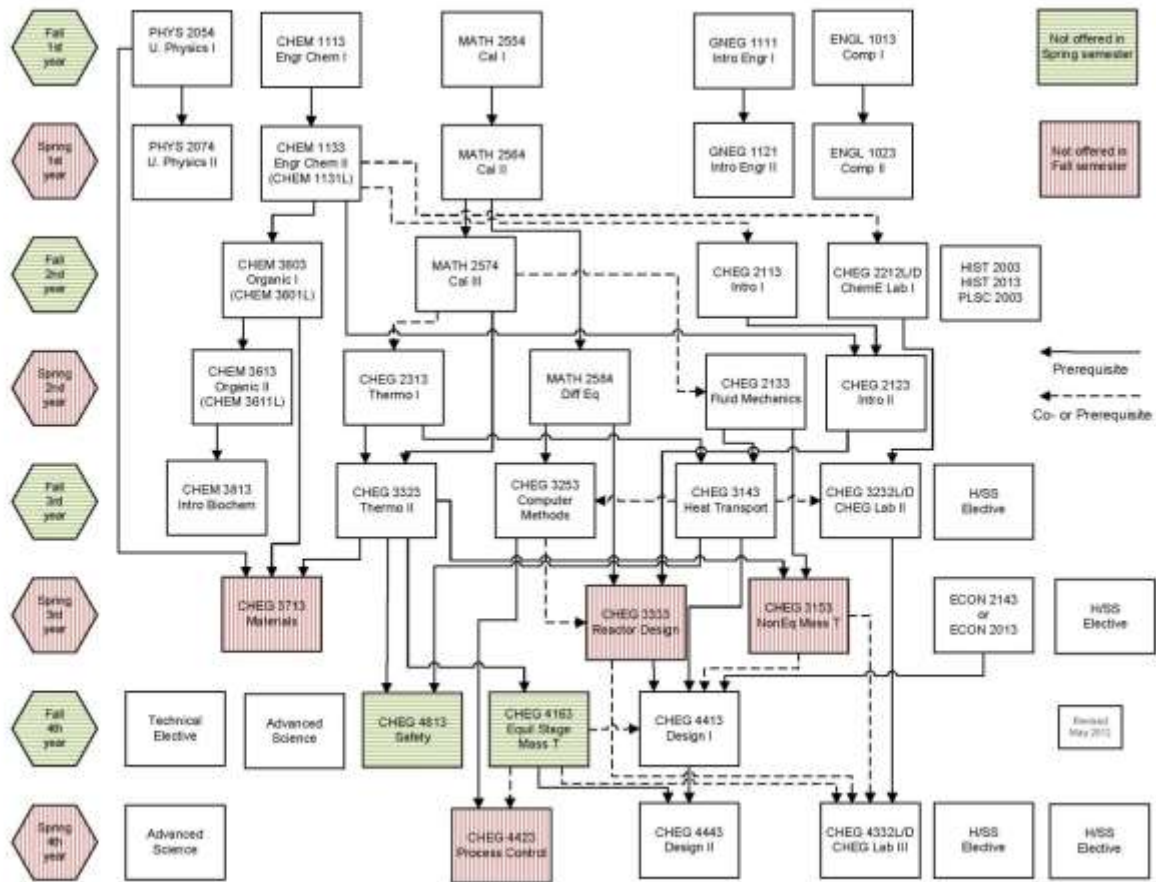 Fall
1st
year
PHYS 2054
U. Physics I
CHEM 1113
Engr Chem I
MATH 2554
Cal I
GNEG 1111
Intro Engr I
ENGL 1013
Comp I
Not offered in
Spring semester
Spring
1st
year
PHYS 2074
U. Physics II
CHEM 1133
Engr Chem II
(CHEM 1131L)
MATH 2564
Cal II
GNEG 1121
Intro Engr II
ENGL 1023
Comp II
Not offered in
Fall semester
Fall
2nd
year
CHEM 3603
Organic I
(CHEM 3601L)
MATH 2574
Cal III
CHEG 2113
Intro I
CHEG 2212L/D
ChemE Lab I
HIST 2003
HIST 2013
PLSC 2003
Spring
2nd
year
CHEM 3613
Organic II
(CHEM 3611L)
CHEG 2313
Thermo I
MATH 2584
Diff Eq
CHEG 2133
Fluid Mechanics
CHEG 2123
Intro II
Prerequisite
Co- or Prerequisite
Fall
3rd
year
CHEM 3813
Intro Biochem
CHEG 3323
Thermo II
CHEG 3253
Computer
Methods
CHEG 3143
Heat Transport
CHEG 3232L/D
CHEG Lab II
H/SS
Elective
Spring
3rd
year
CHEG 3713
Materials
CHEG 3333
Reactor Design
CHEG 3153
NonEq Mass T
ECON 2143
or
ECON 2013
H/SS
Elective
Fall
4th
year
Technical
Elective
Advanced
Science
CHEG 4813
Safety
CHEG 4163
Equil Stage
Mass T
CHEG 4413
Design I
Revised
May 2012
Spring
4th
year
Advanced
Science
CHEG 4423
Process Control
CHEG 4443
Design II
CHEG 4332L/D
CHEG Lab III
H/SS
Elective
H/SS
Elective